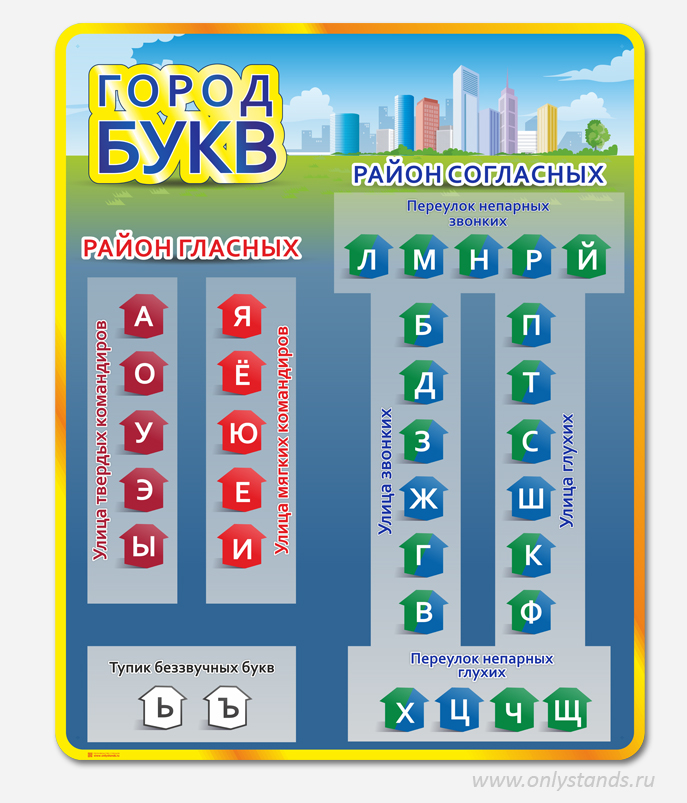 ГОРОД
БУКВ
РАЙОН СОГЛАСНЫХ
Переулок непарных
звонких
Л М Н Р Й
РАЙОН ГЛАСНЫХ
Улица твердых командиров
А
О
У
Э
Ы
Я
Ё
Ю
Е
И
Улица мягких командиров
Улица звонких
Б
Д
З
Ж
Г
В
П
Т
С
Ш
К
Ф
Улица глухих
Тупик беззвучных букв
Ь Ъ
Переулок непарных
глухих
Х Ц Ч Щ
www.onlystands.ru